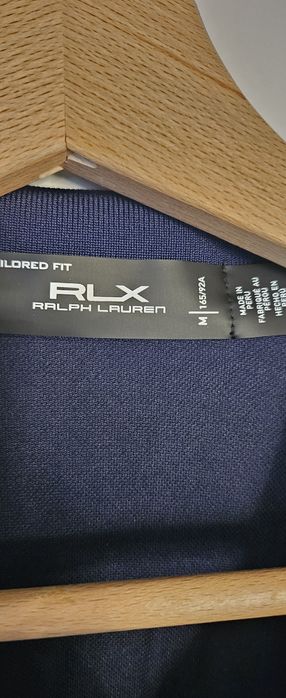 ILORED FIT
RLX
RALPH LAUREN
M 165/92A
MADE IN
PERU
FABRIQUÉ AU
PÉROU
HECHO EN
PERÚ